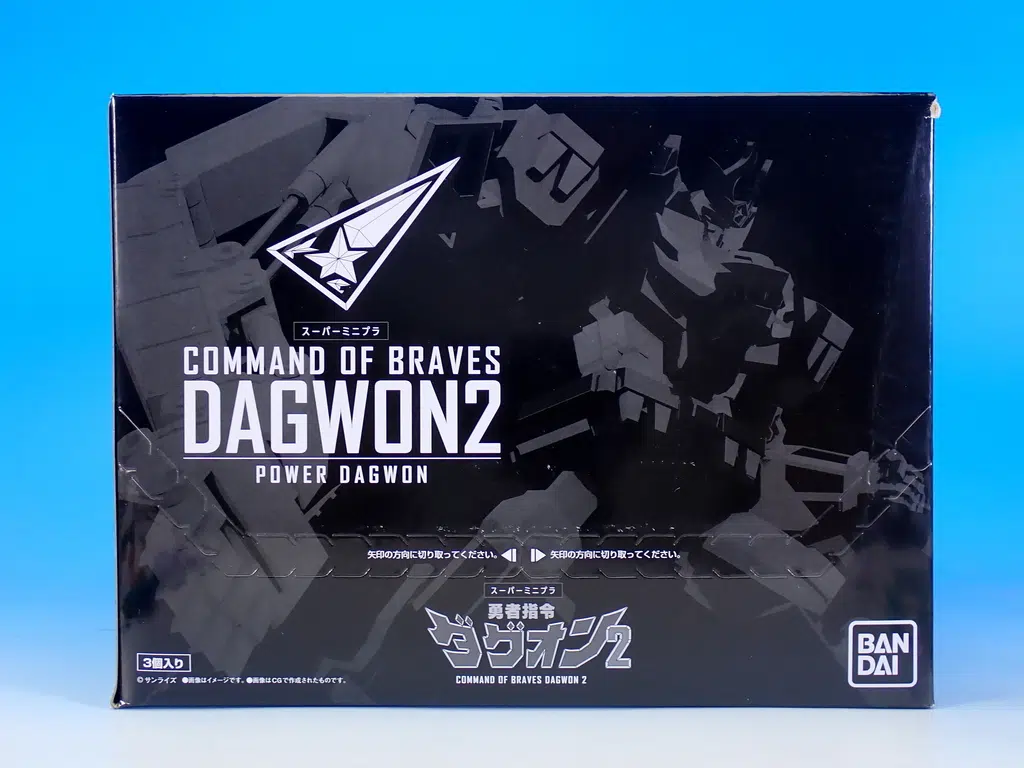 スーパーミニプラ
COMMAND OF BRAVES
DAGWON2
POWER DAGWON
矢印の方向に切り取ってください。
矢印の方向に切り取ってください。
スーパーミニプラ
勇者指令
ダグオン2
COMMAND OF BRAVES DAGWON 2
3個入り
©サンライズ ●画像はイメージです。●画像はCGで作成されたものです。
BAN
DAI